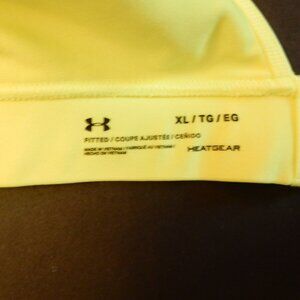 XL / TG / EG
FITTED / COUPE AJUSTÉE / CEÑIDO
MADE IN VIETNAM / FABRIQUÉ AU VIETNAM /
HECHO EN VIETNAM
HEATGEAR